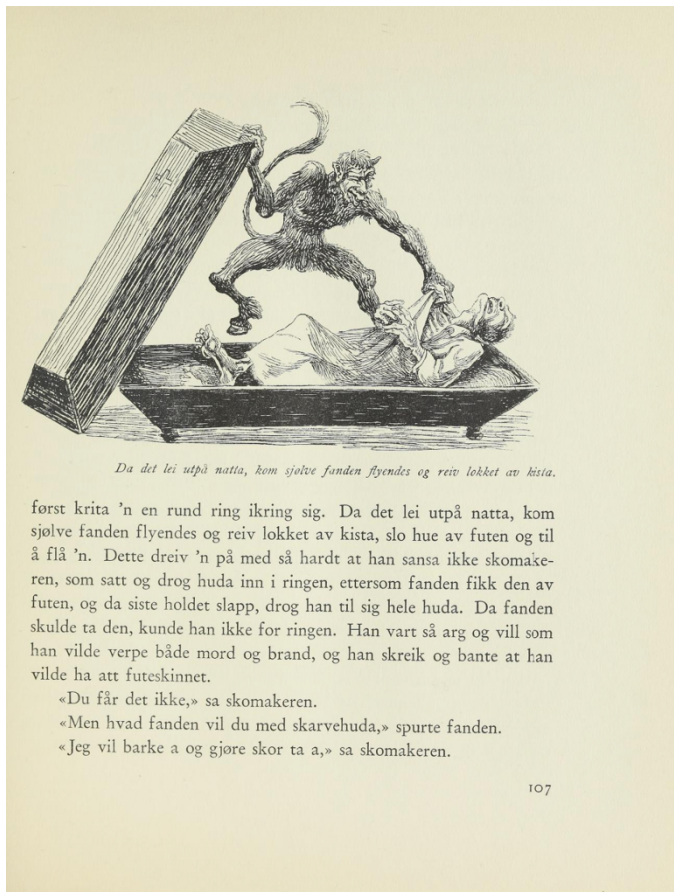 Da det lei utpå natta, kom sjølve fanden flyendes og reiv lokket av kista.
først krita 'n en rund ring ikring sig. Da det lei utpå natta, kom
sjølve fanden flyendes og reiv lokket av kista, slo hue av futen og til
å flå 'n. Dette dreiv 'n på med så hardt at han sansa ikke skomake-
ren, som satt og drog huda inn i ringen, ettersom fanden fikk den av
futen, og da siste holdet slapp, drog han til sig hele huda. Da fanden
skulde ta den, kunde han ikke for ringen. Han vart så arg og vill som
han vilde verpe både mord og brand, og han skreik og bante at han
vilde ha att futeskinnet.
«Du får det ikke,» sa skomakeren.
«Men hvad fanden vil du med skarvehuda,» spurte fanden.
«Jeg vil barke a og gjøre skor ta a,» sa skomakeren.
107